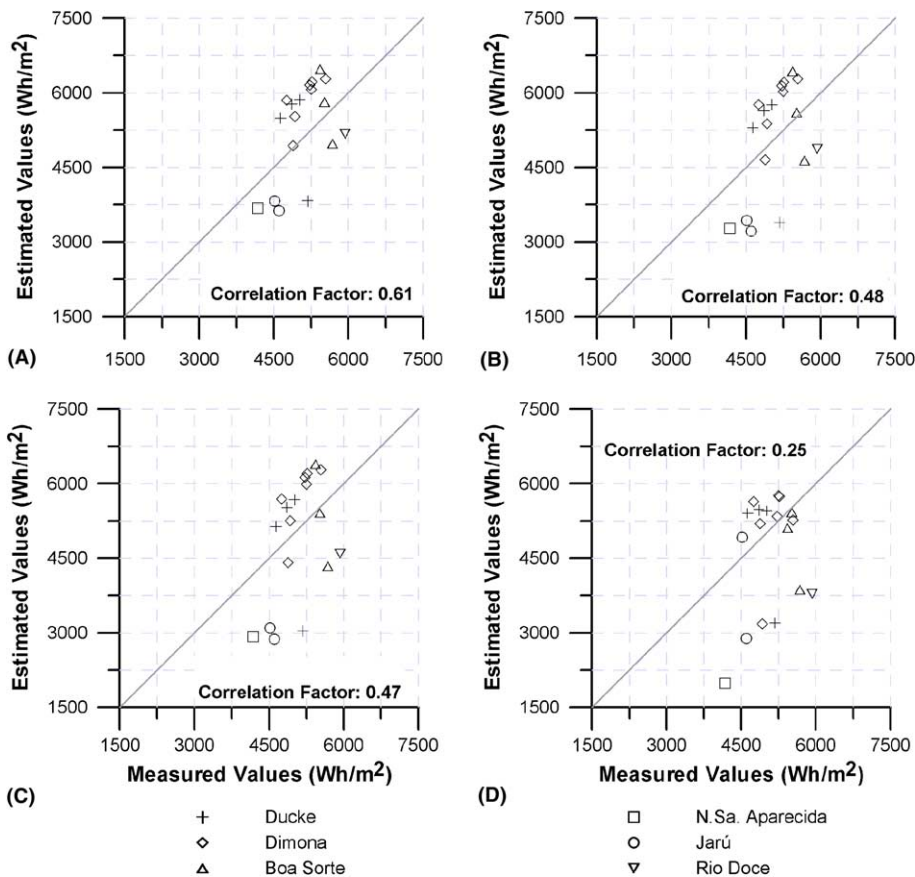 7500
6000
4500
3000
1500
Estimated Values (Wh/m2)
Correlation Factor: 0.61
(A)
1500 3000 4500 6000 7500
7500
6000
4500
3000
1500
Estimated Values (Wh/m2)
Correlation Factor: 0.48
(B)
1500 3000 4500 6000 7500
7500
6000
4500
3000
1500
Estimated Values (Wh/m2)
Correlation Factor: 0.47
1500 3000 4500 6000 7500
Measured Values (Wh/m2)
(C)
7500
6000
4500
3000
1500
Estimated Values (Wh/m2)
Correlation Factor: 0.25
1500 3000 4500 6000 7500
Measured Values (Wh/m2)
(D)
Ducke
Dimona
Boa Sorte
N.Sa. Aparecida
Jarú
Rio Doce